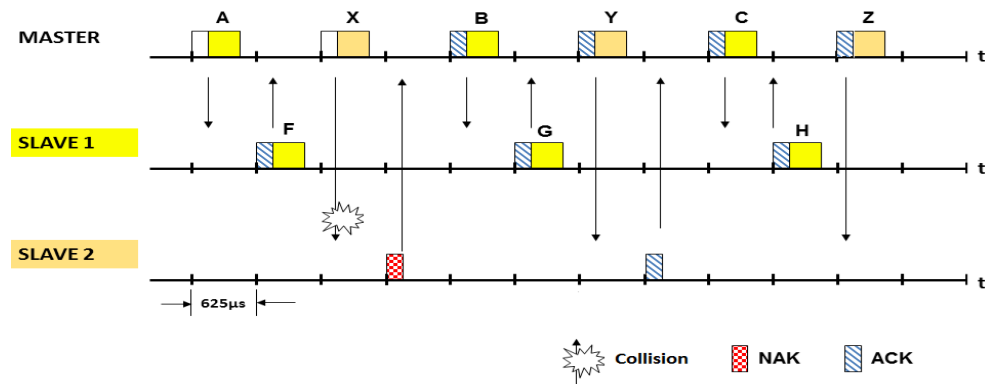 A X B Y C Z
MASTER t
F G H
SLAVE 1 t
SLAVE 2 t
625µs
Collision NAK ACK